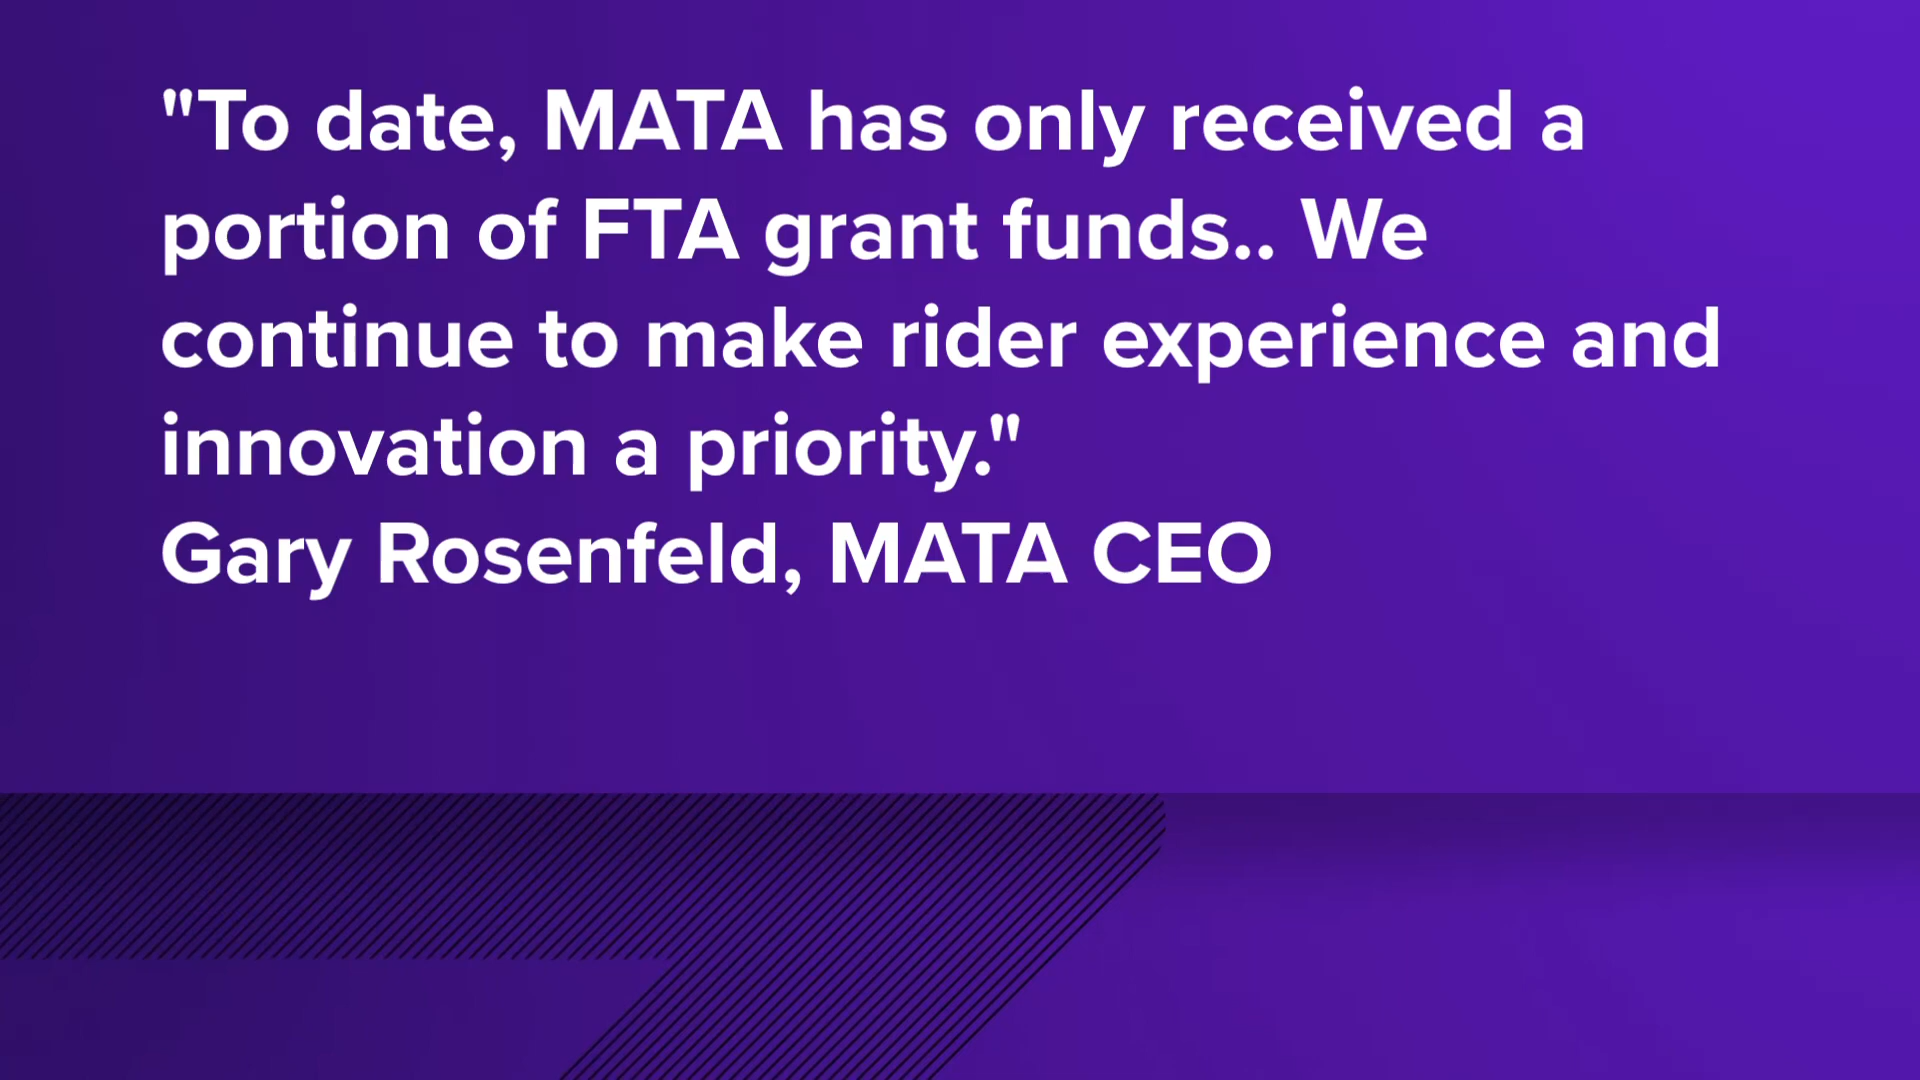 "To date, MATA has only received a
portion of FTA grant funds.. We
continue to make rider experience and
innovation a priority."
Gary Rosenfeld, MATA CEO